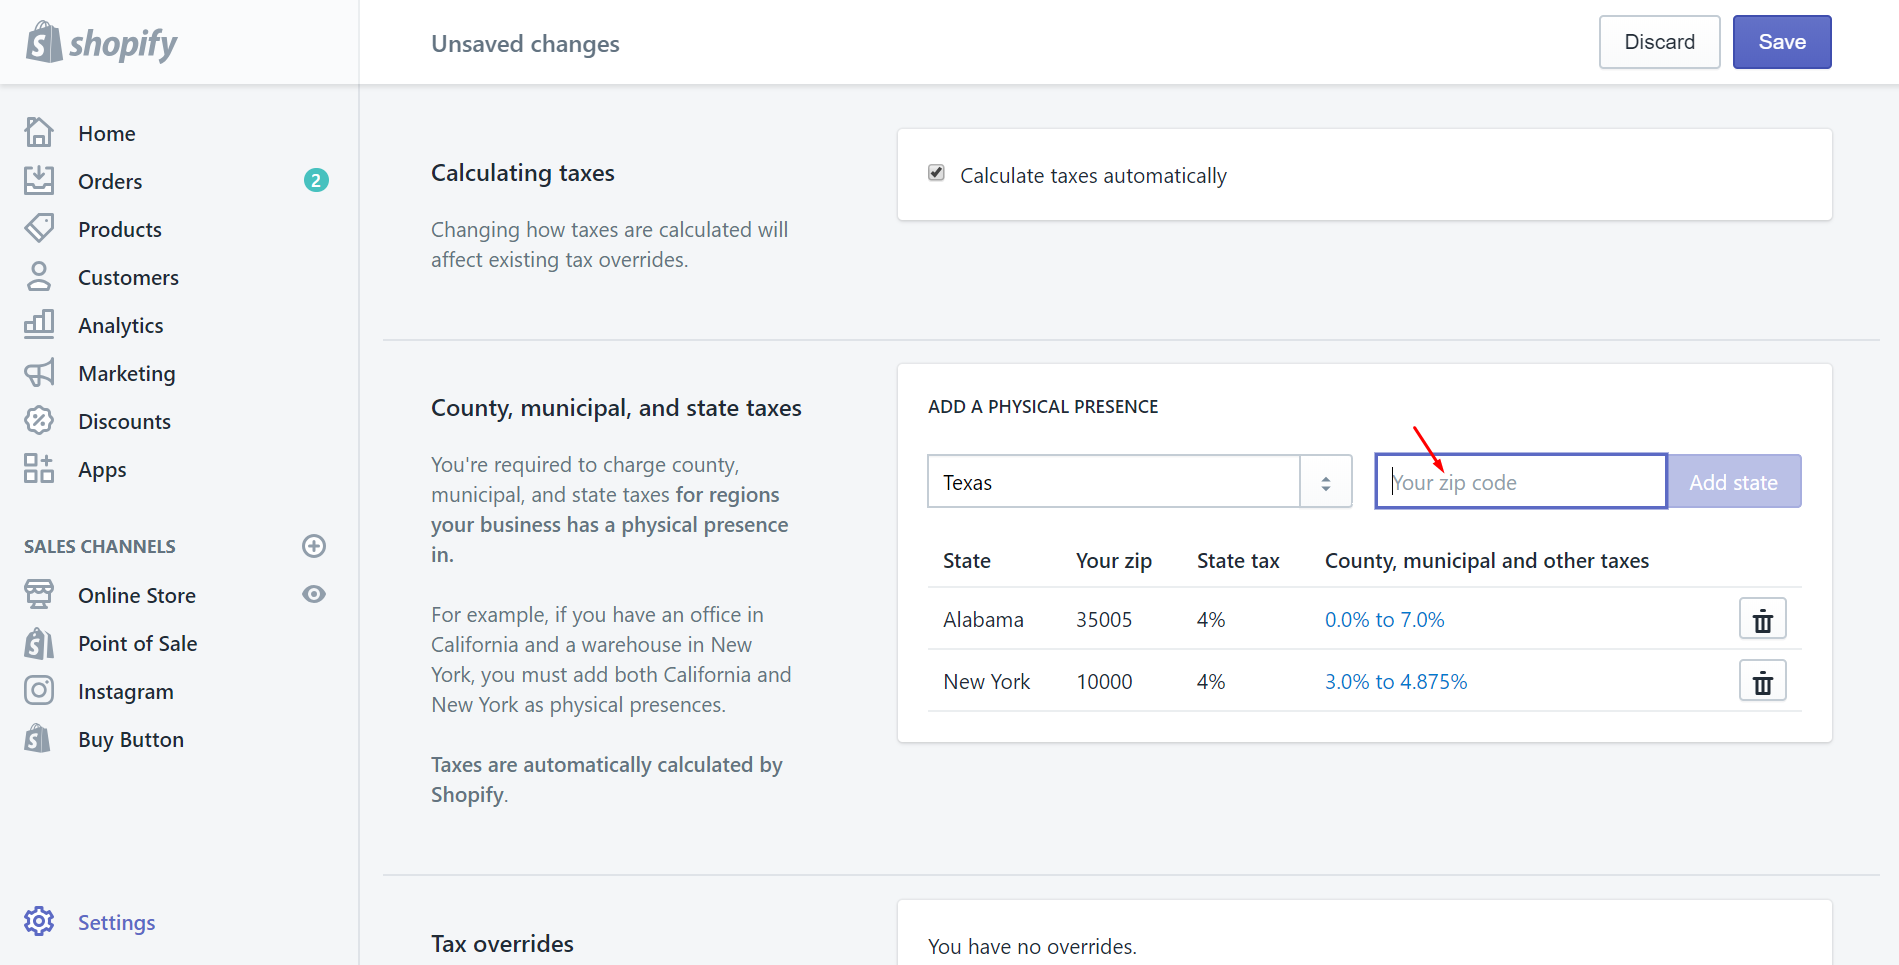 shopify
Unsaved changes
Discard
Save
Home
Orders
2
Products
Customers
Analytics
Marketing
Discounts
Apps
SALES CHANNELS
Online Store
Point of Sale
Instagram
Buy Button
Settings
Calculating taxes
Changing how taxes are calculated will
affect existing tax overrides.
Calculate taxes automatically
County, municipal, and state taxes
You're required to charge county,
municipal, and state taxes for regions
your business has a physical presence
in.
For example, if you have an office in
California and a warehouse in New
York, you must add both California and
New York as physical presences.
Taxes are automatically calculated by
Shopify.
ADD A PHYSICAL PRESENCE
Texas
Your zip code
Add state
State Your zip State tax County, municipal and other taxes
Alabama 35005 4% 0.0% to 7.0%
New York 10000 4% 3.0% to 4.875%
Tax overrides
You have no overrides.